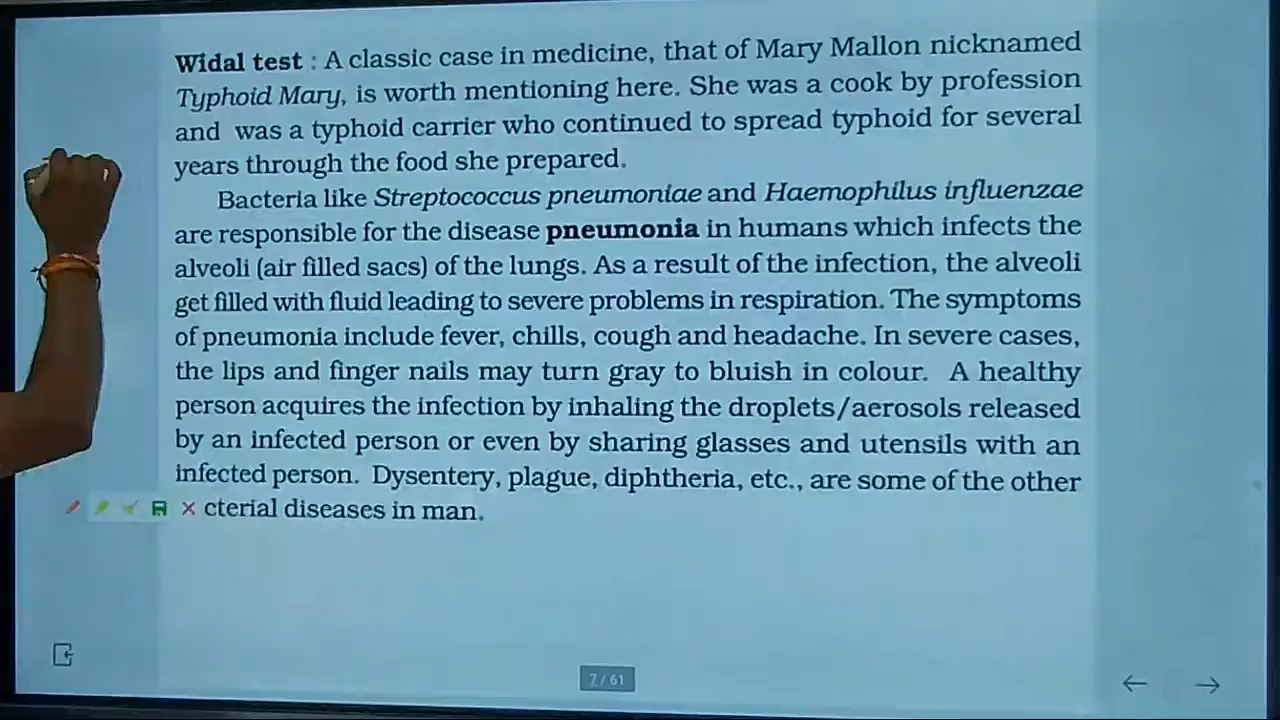 Widal test : A classic case in medicine, that of Mary Mallon nicknamed
Typhoid Mary, is worth mentioning here. She was a cook by profession
and was a typhoid carrier who continued to spread typhoid for several
years through the food she prepared.
Bacteria like Streptococcus pneumoniae and Haemophilus influenzae
are responsible for the disease pneumonia in humans which infects the
alveoli (air filled sacs) of the lungs. As a result of the infection, the alveoli
get filled with fluid leading to severe problems in respiration. The symptoms
of pneumonia include fever, chills, cough and headache. In severe cases,
the lips and finger nails may turn gray to bluish in colour. A healthy
person acquires the infection by inhaling the droplets/aerosols released
by an infected person or even by sharing glasses and utensils with an
infected person. Dysentery, plague, diphtheria, etc., are some of the other
cterial diseases in man.
7 / 61